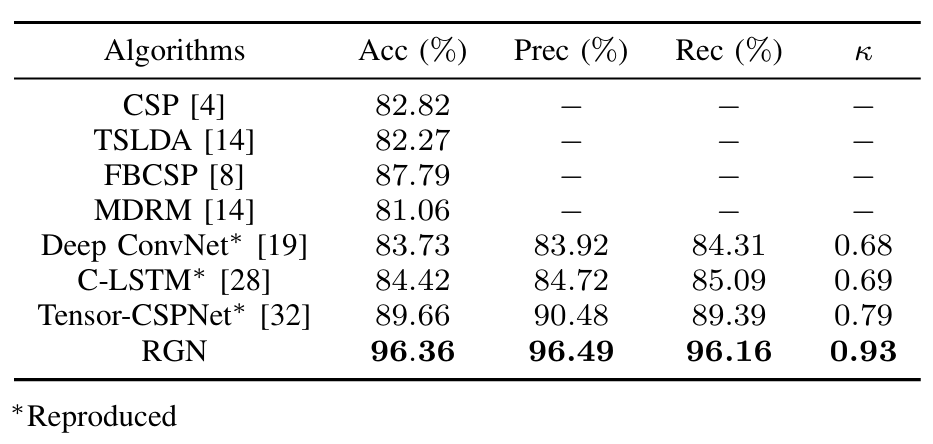 Algorithms Acc (%) Prec (%) Rec (%) κ
CSP [4] 82.82 − − −
TSLDA [14] 82.27 − − −
FBCSP [8] 87.79 − − −
MDRM [14] 81.06 − − −
Deep ConvNet* [19] 83.73 83.92 84.31 0.68
C-LSTM* [28] 84.42 84.72 85.09 0.69
Tensor-CSPNet* [32] 89.66 90.48 89.39 0.79
RGN 96.36 96.49 96.16 0.93
*Reproduced